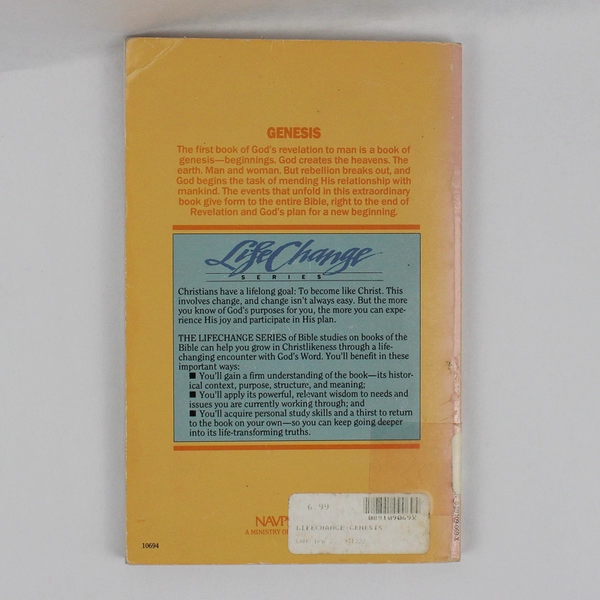 GENESIS
The first book of God's revelation to man is a book of
genesis—beginnings. God creates the heavens. The
earth. Man and woman. But rebellion breaks out, and
God begins the task of mending His relationship with
mankind. The events that unfold in this extraordinary
book give form to the entire Bible, right to the end of
Revelation and God's plan for a new beginning.
LifeChange
SERIES
Christians have a lifelong goal: To become like Christ. This
involves change, and change isn't always easy. But the more
you know of God's purposes for you, the more you can expe-
rience His joy and participate in His plan.
THE LIFECHANGE SERIES of Bible studies on books of the
Bible can help you grow in Christlikeness through a life-
changing encounter with God's Word. You'll benefit in these
important ways:
■ You'll gain a firm understanding of the book—its histor-
ical context, purpose, structure, and meaning;
■ You'll apply its powerful, relevant wisdom to needs and
issues you are currently working through; and
■ You'll acquire personal study skills and a thirst to return
to the book on your own—so you can keep going deeper
into its life-transforming truths.
6.99
0891090695
LIFECHANGE-GENESIS
NAVP
A MINISTRY OF
10694